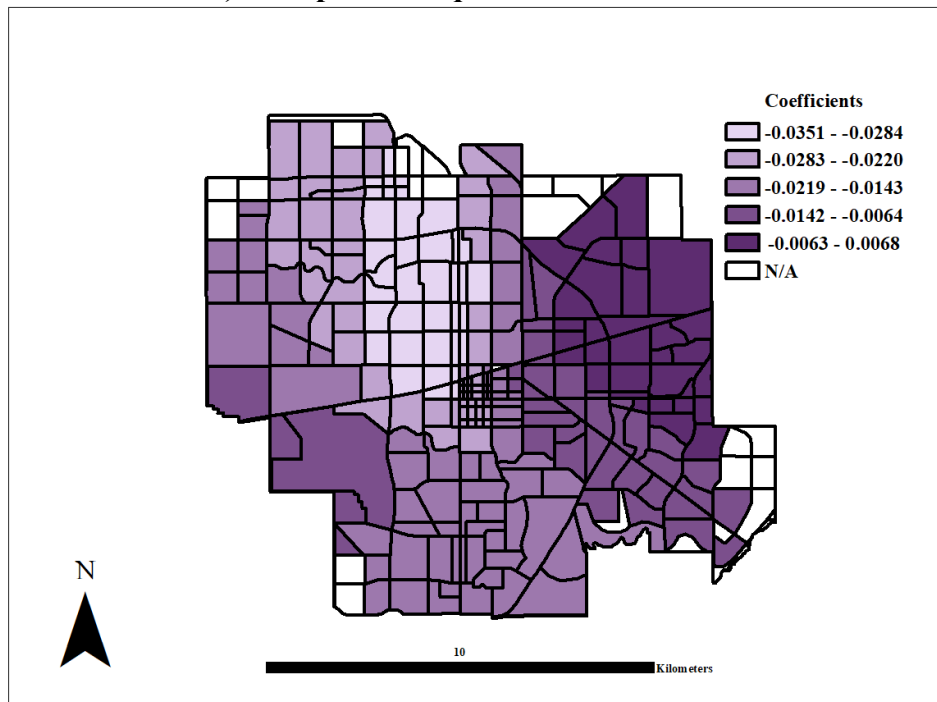 Coefficients
-0.0351 - -0.0284
-0.0283 - -0.0220
-0.0219 - -0.0143
-0.0142 - -0.0064
-0.0063 - 0.0068
N/A
N
10
Kilometers